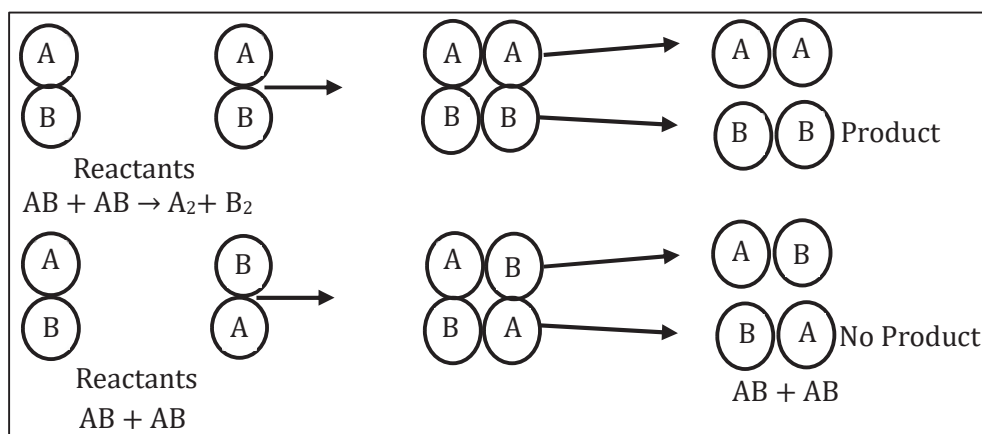 A A A A A A
B B B B B B Product
Reactants
AB + AB → A₂+ B₂
A B A B A B
B A B A B A No Product
Reactants AB + AB
AB + AB